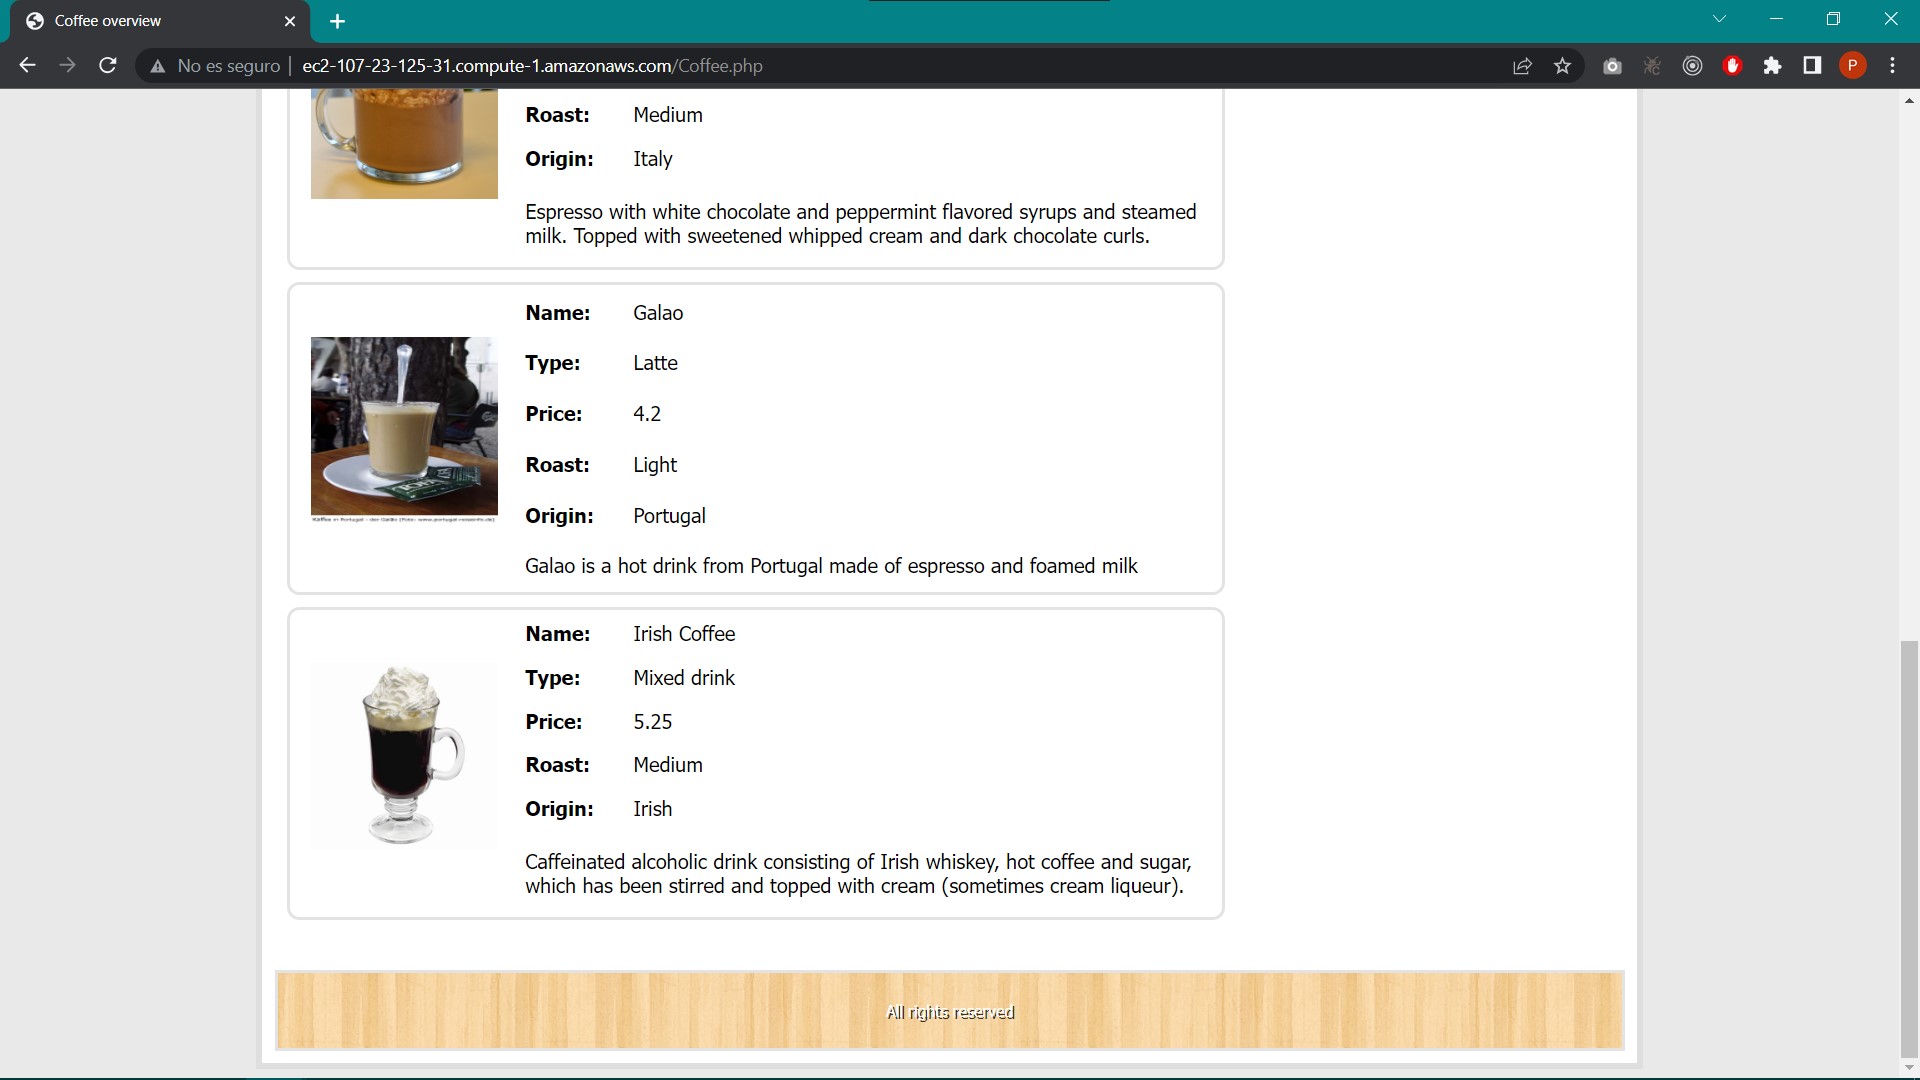 Coffee overview
No es seguro | ec2-107-23-125-31.compute-1.amazonaws.com/Coffee.php
P
Roast: Medium
Origin: Italy
Espresso with white chocolate and peppermint flavored syrups and steamed
milk. Topped with sweetened whipped cream and dark chocolate curls.
Name: Galao
Type: Latte
Price: 4.2
Roast: Light
Origin: Portugal
Galao is a hot drink from Portugal made of espresso and foamed milk
Name: Irish Coffee
Type: Mixed drink
Price: 5.25
Roast: Medium
Origin: Irish
Caffeinated alcoholic drink consisting of Irish whiskey, hot coffee and sugar,
which has been stirred and topped with cream (sometimes cream liqueur).
All rights reserved